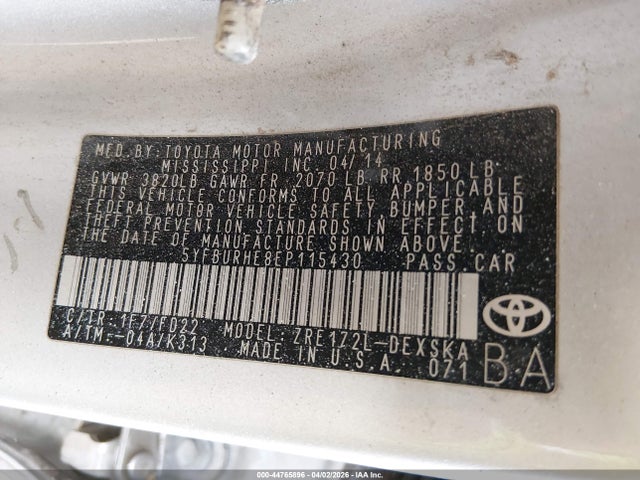 MFD.BY:TOYOTA MOTOR MANUFACTURING
MISSISSIPPI INC 04/14
GVWR 3820LB GAWR FR 2070 LB RR 1850 LB
THIS VEHICLE CONFORMS TO ALL APPLICABLE
FEDERAL MOTOR VEHICLE SAFETY, BUMPER, AND
THEFT PREVENTION STANDARDS IN EFFECT ON
THE DATE OF MANUFACTURE SHOWN ABOVE.
5YFBURHE8EP115430 PASS.CAR
C/TR: 1F7/FD22 MODEL: ZRE172L-DEXSKA
A/TM: -04A/K313 MADE IN U.S.A. 071
BA
000-44765896 - 04/02/2026 - IAA Inc.